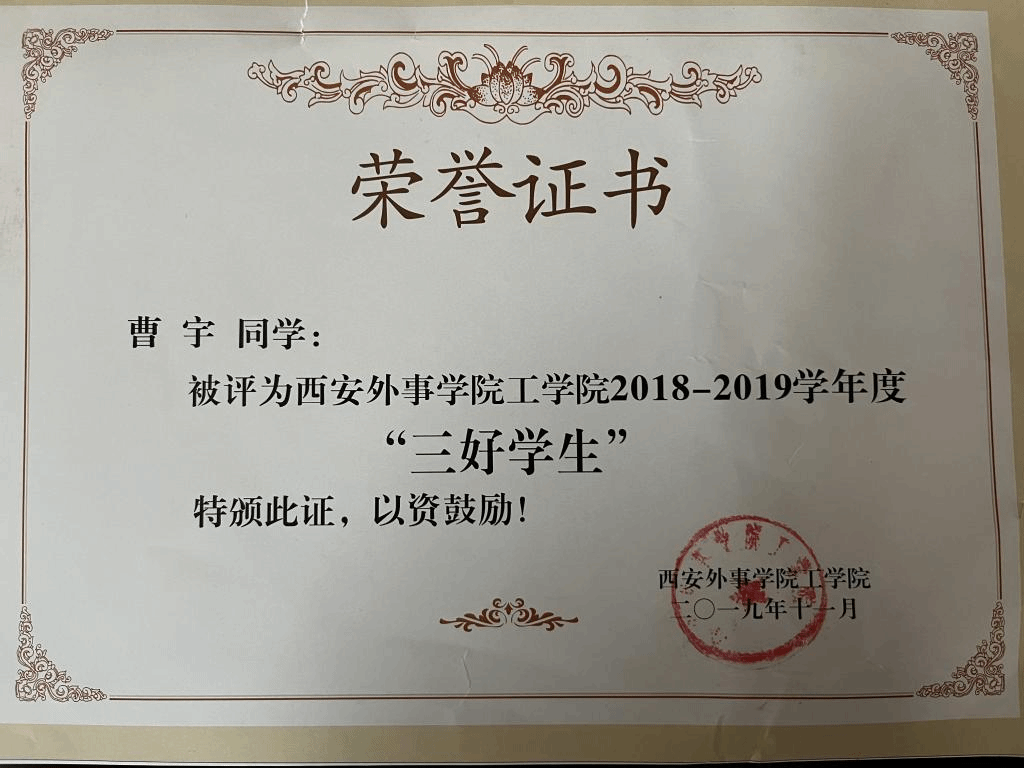 荣誉证书
曹 宇 同学：
被评为西安外事学院工学院2018-2019学年度
“三好学生”
特颁此证，以资鼓励！
西安外事学院工学院
二〇一九年十一月